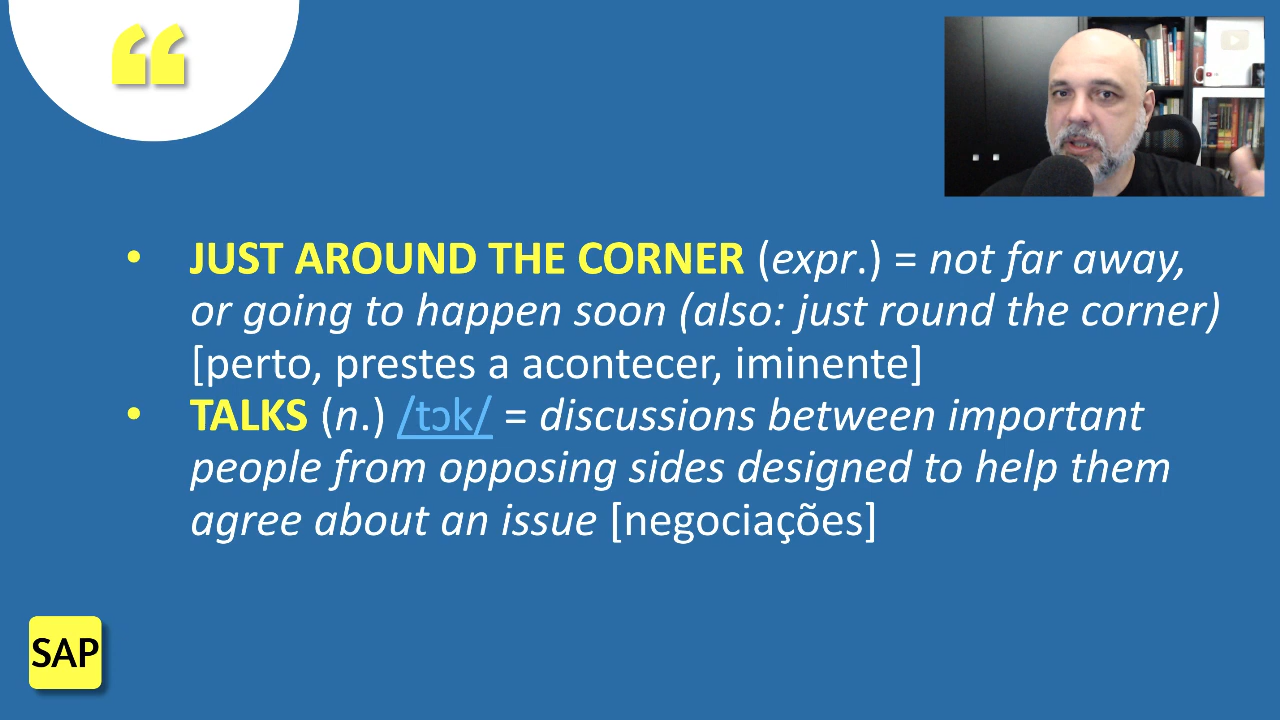 “
• JUST AROUND THE CORNER (expr.) = not far away,
or going to happen soon (also: just round the corner)
[perto, prestes a acontecer, iminente]
• TALKS (n.) /tɔk/ = discussions between important
people from opposing sides designed to help them
agree about an issue [negociações]
SAP